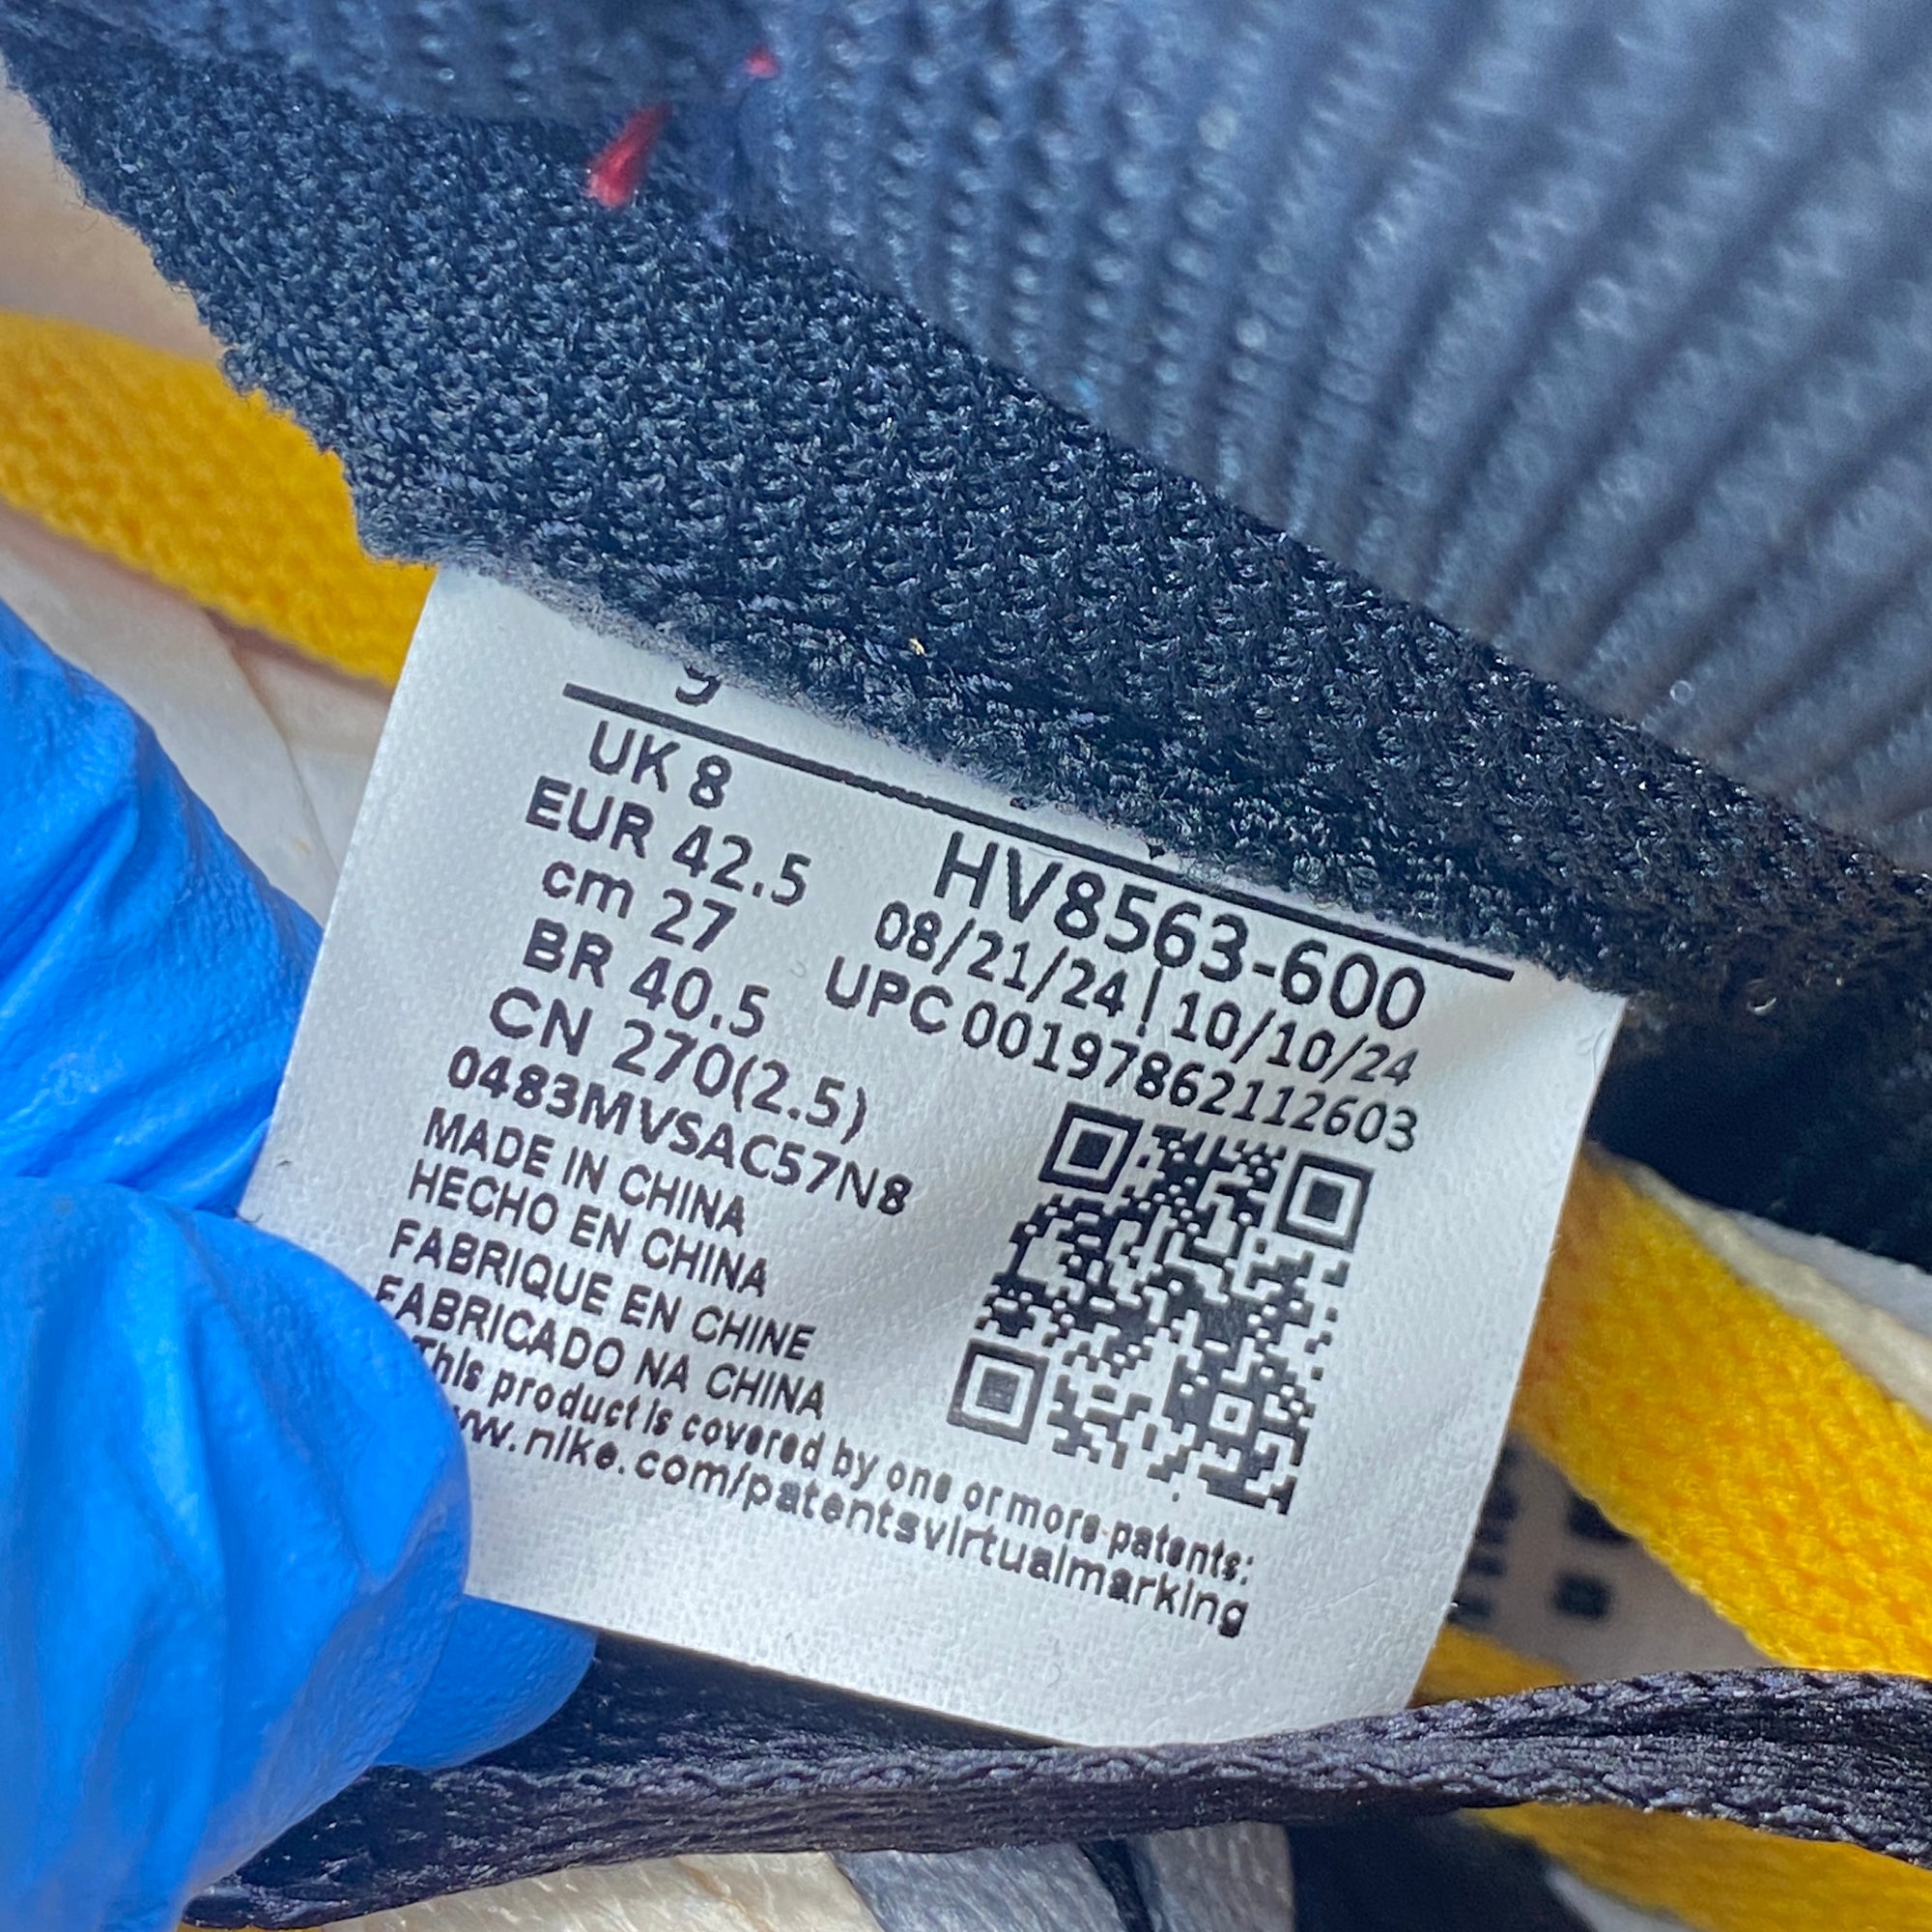 UK 8
EUR 42.5
cm 27
BR 40.5
CN 270(2.5)
0483MVSAC57N8
MADE IN CHINA
HECHO EN CHINA
FABRIQUE EN CHINE
FABRICADO NA CHINA
This product is covered by one or more patents:
ww.nike.com/patentsvirtualmarking
HV8563-600
08/21/24 | 10/10/24
UPC 00197862112603